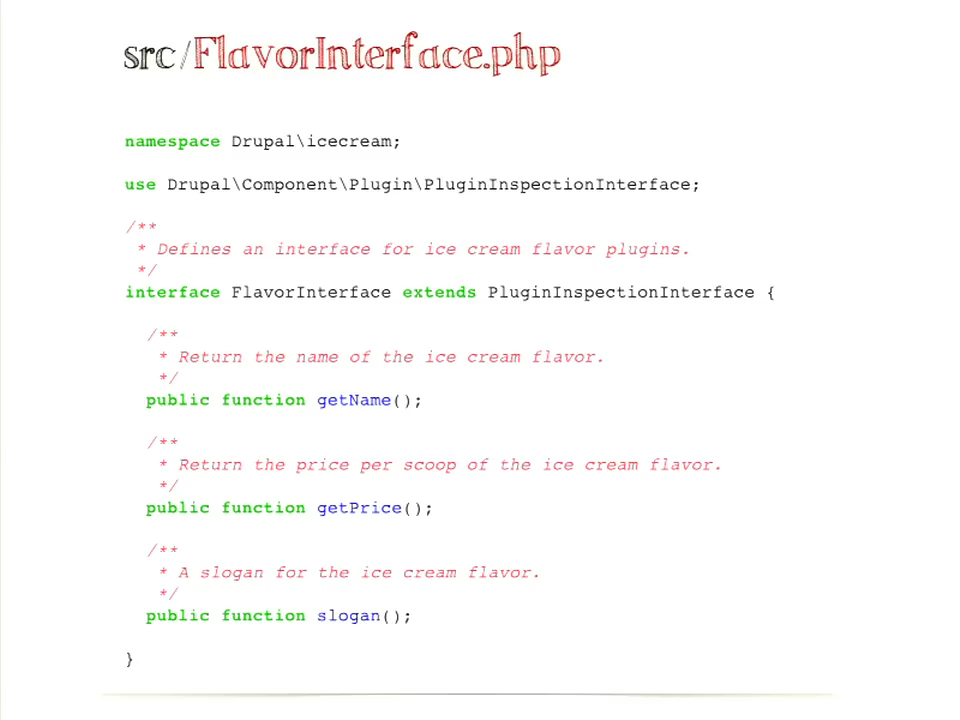 src/FlavorInterface.php
namespace Drupal\icecream;
use Drupal\Component\Plugin\PluginInspectionInterface;
/**
 * Defines an interface for ice cream flavor plugins.
 */
interface FlavorInterface extends PluginInspectionInterface {
  /**
   * Return the name of the ice cream flavor.
   */
  public function getName();
  /**
   * Return the price per scoop of the ice cream flavor.
   */
  public function getPrice();
  /**
   * A slogan for the ice cream flavor.
   */
  public function slogan();
}